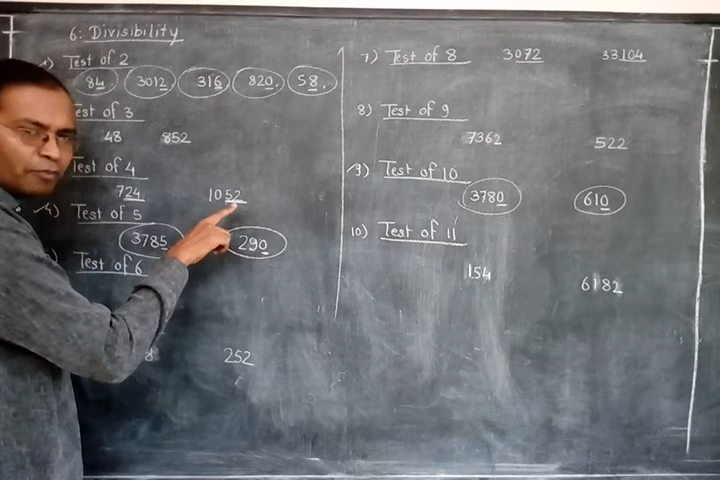 6: Divisibility
1) Test of 2
84 3012 316 820. 58.
Test of 3
48 852
Test of 4
724 1052
4) Test of 5
3785 290
Test of 6
252
7) Test of 8 3072 33104
8) Test of 9
7362 522
9) Test of 10
3780 610
10) Test of 11
154 6182